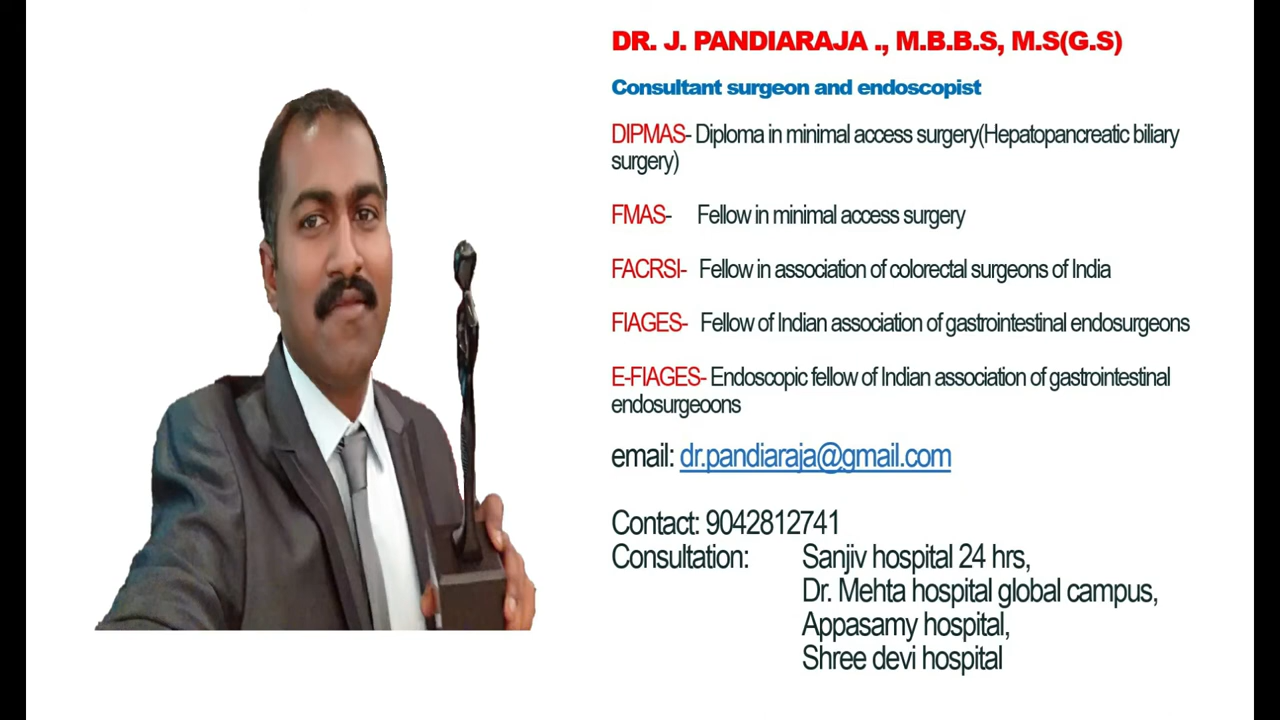 DR. J. PANDIARAJA ., M.B.B.S, M.S(G.S)
Consultant surgeon and endoscopist
DIPMAS- Diploma in minimal access surgery(Hepatopancreatic biliary
surgery)
FMAS- Fellow in minimal access surgery
FACRSI- Fellow in association of colorectal surgeons of India
FIAGES- Fellow of Indian association of gastrointestinal endosurgeons
E-FIAGES- Endoscopic fellow of Indian association of gastrointestinal
endosurgeoons
email: dr.pandiaraja@gmail.com
Contact: 9042812741
Consultation: Sanjiv hospital 24 hrs,
Dr. Mehta hospital global campus,
Appasamy hospital,
Shree devi hospital